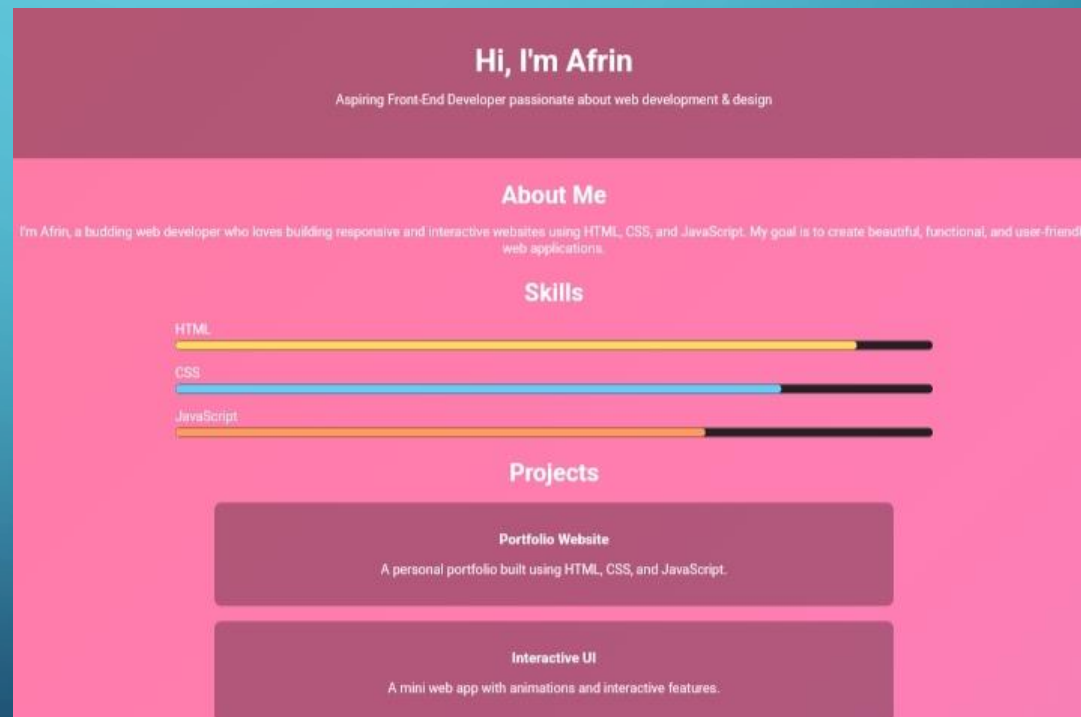 Hi, I'm Afrin
Aspiring Front-End Developer passionate about web development & design
About Me
I'm Afrin, a budding web developer who loves building responsive and interactive websites using HTML, CSS, and JavaScript. My goal is to create beautiful, functional, and
web applications.
Skills
HTML
CSS
JavaScript
Projects
Portfolio Website
A personal portfolio built using HTML, CSS, and JavaScript.
Interactive UI
A mini web app with animations and interactive features.